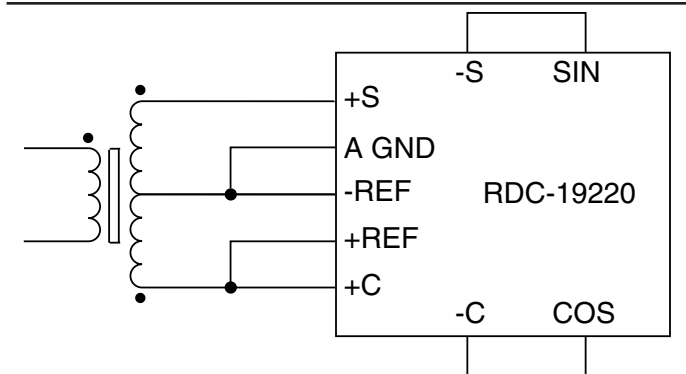 -S SIN
+S
A GND
-REF RDC-19220
+REF
+C
-C COS